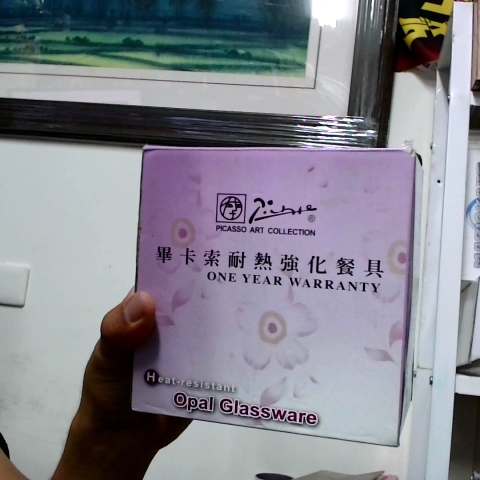 PICASSO ART COLLECTION
畢卡索耐熱強化餐具
ONE YEAR WARRANTY
Heat-resistant
Opal Glassware